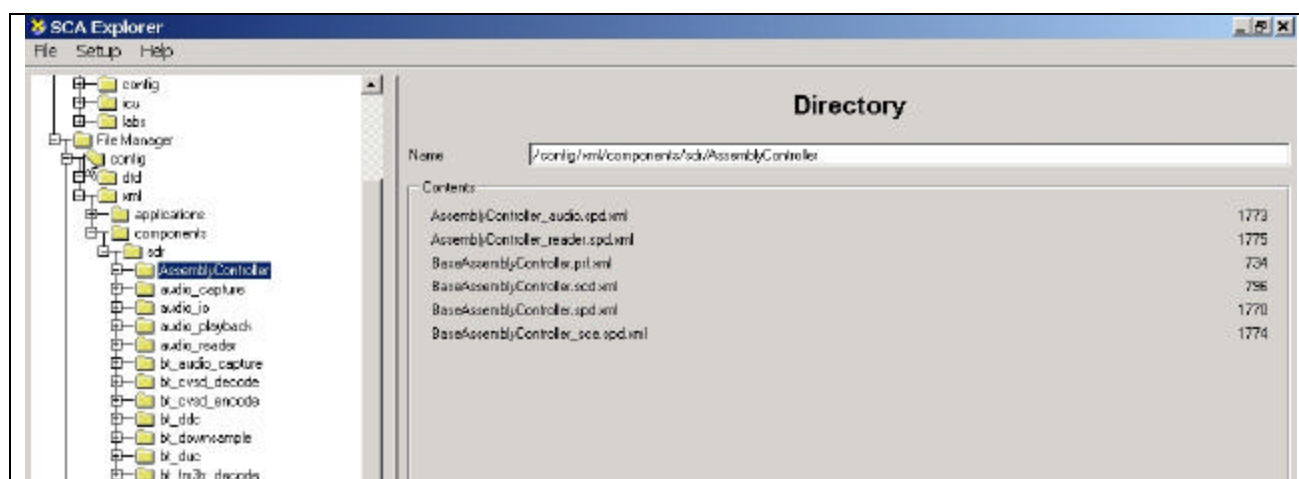 SCA Explorer
File Setup Help
config
icu
labs
File Manager
config
dtd
xml
applications
components
sdr
AssemblyController
audio_capture
audio_io
audio_playback
audio_reader
bt_audio_capture
bt_cvsd_decode
bt_cvsd_encode
bt_ddc
bt_downsample
bt_duc
Directory
Name /config/xml/components/sdr/AssemblyController
Contents
AssemblyController_audio.spd.xml 1773
AssemblyController_reader.spd.xml 1775
BaseAssemblyController.prf.xml 734
BaseAssemblyController.scd.xml 796
BaseAssemblyController.spd.xml 1770
BaseAssemblyController_sce.spd.xml 1774